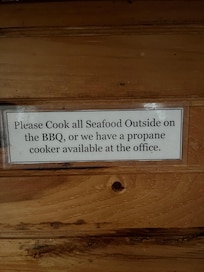 Please Cook all Seafood Outside on
the BBQ, or we have a propane
cooker available at the office.